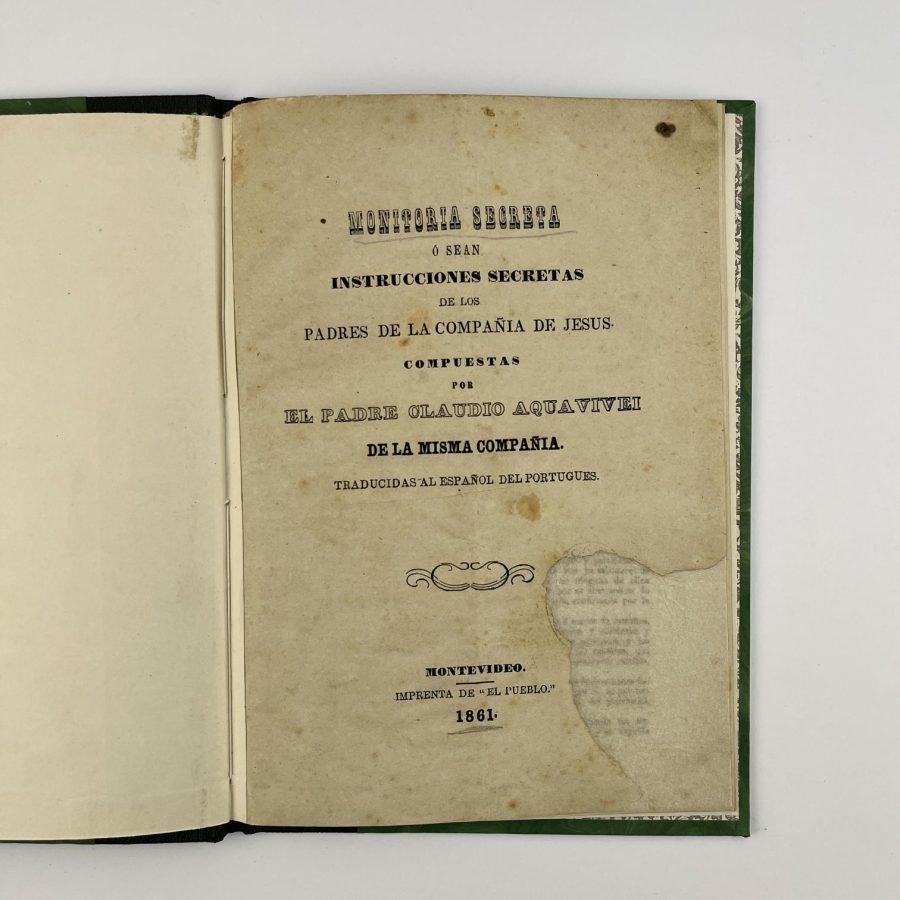 MONITORIA SECRETA
Ó SEAN
INSTRUCCIONES SECRETAS
DE LOS
PADRES DE LA COMPAÑIA DE JESUS.
COMPUESTAS
POR
EL PADRE CLAUDIO AQUAVIVEI
DE LA MISMA COMPAÑIA.
TRADUCIDAS AL ESPAÑOL DEL PORTUGUES.
MONTEVIDEO.
IMPRENTA DE "EL PUEBLO."
1861.